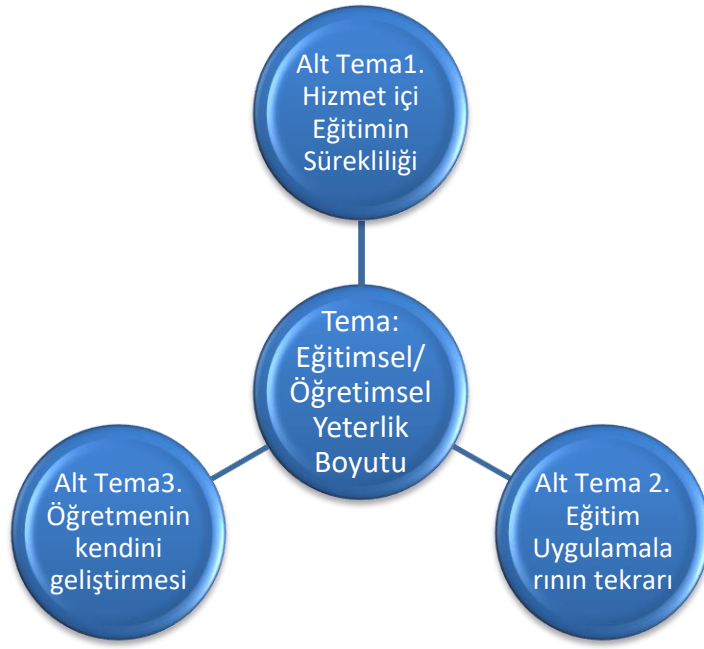 Alt Tema1.
Hizmet içi
Eğitimin
Sürekliliği
Tema:
Eğitimsel/
Öğretimsel
Yeterlik
Boyutu
Alt Tema3.
Öğretmenin
kendini
geliştirmesi
Alt Tema 2.
Eğitim
Uygulamala
rının tekrarı